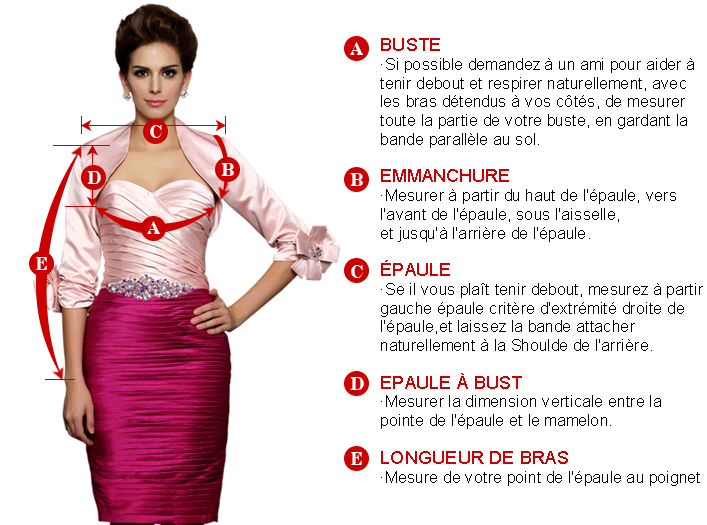 A BUSTE
·Si possible demandez à un ami pour aider à
tenir debout et respirer naturellement, avec
les bras détendus à vos côtés, de mesurer
toute la partie de votre buste, en gardant la
bande parallèle au sol.
B EMMANCHURE
·Mesurer à partir du haut de l'épaule, vers
l'avant de l'épaule, sous l'aisselle,
et jusqu'à l'arrière de l'épaule.
C ÉPAULE
·Se il vous plaît tenir debout, mesurez à partir
gauche épaule critère d'extrémité droite de
l'épaule,et laissez la bande attacher
naturellement à la Shoulde de l'arrière.
D EPAULE À BUST
·Mesurer la dimension verticale entre la
pointe de l'épaule et le mamelon.
E LONGUEUR DE BRAS
·Mesure de votre point de l'épaule au poignet
C
B
D
A
E